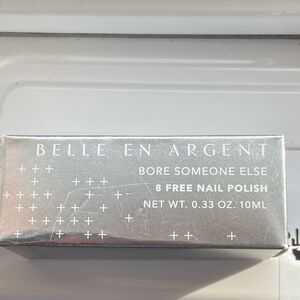 BELLE EN ARGENT
BORE SOMEONE ELSE
8 FREE NAIL POLISH
NET WT. 0.33 OZ. 10ML